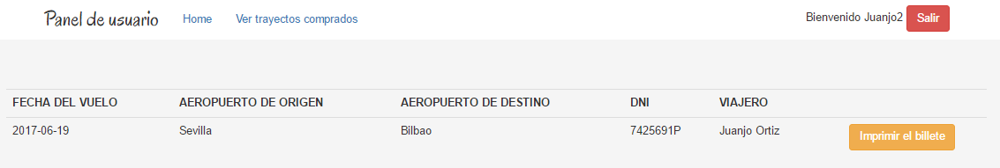 Panel de usuario Home Ver trayectos comprados Bienvenido Juanjo2 Salir
FECHA DEL VUELO AEROPUERTO DE ORIGEN AEROPUERTO DE DESTINO DNI VIAJERO
2017-06-19 Sevilla Bilbao 7425691P Juanjo Ortiz Imprimir el billete